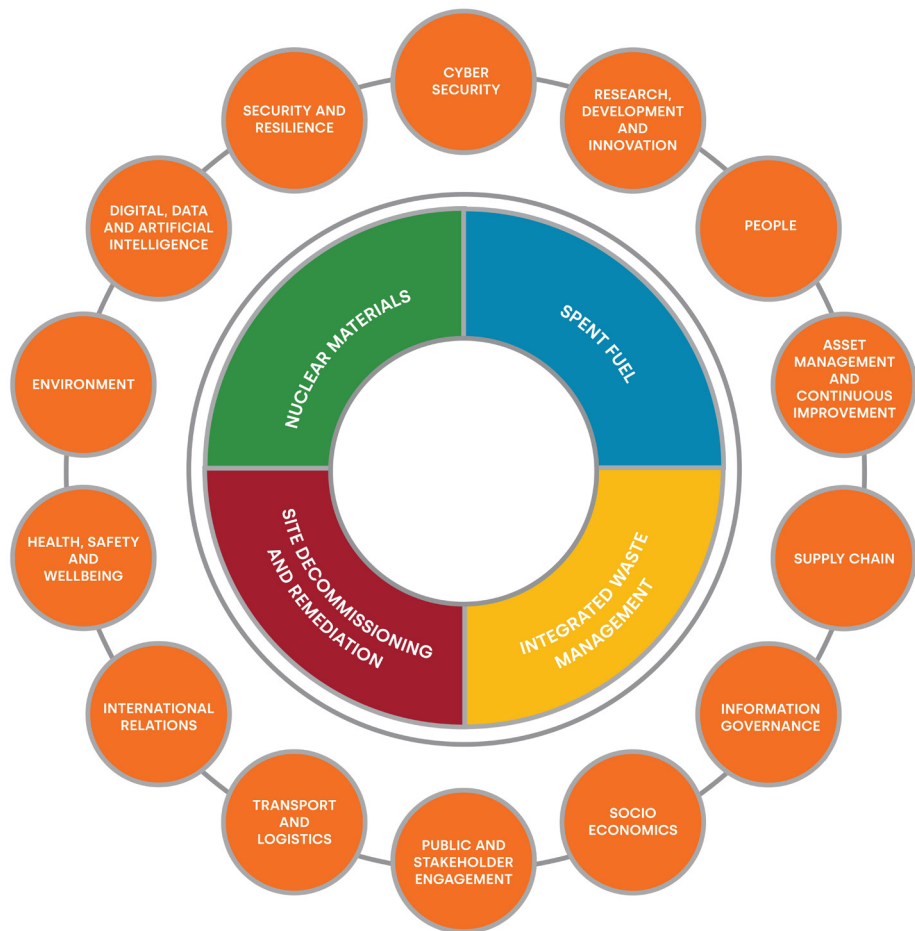 CYBER
SECURITY
RESEARCH,
DEVELOPMENT
AND
INNOVATION
PEOPLE
ASSET
MANAGEMENT
AND
CONTINUOUS
IMPROVEMENT
SUPPLY CHAIN
INFORMATION
GOVERNANCE
SOCIO
ECONOMICS
PUBLIC AND
STAKEHOLDER
ENGAGEMENT
TRANSPORT
AND
LOGISTICS
INTERNATIONAL
RELATIONS
HEALTH, SAFETY
AND
WELLBEING
ENVIRONMENT
DIGITAL, DATA
AND ARTIFICIAL
INTELLIGENCE
SECURITY AND
RESILIENCE
NUCLEAR MATERIALS
SPENT FUEL
INTEGRATED WASTE
MANAGEMENT
SITE DECOMMISSIONING
AND REMEDIATION